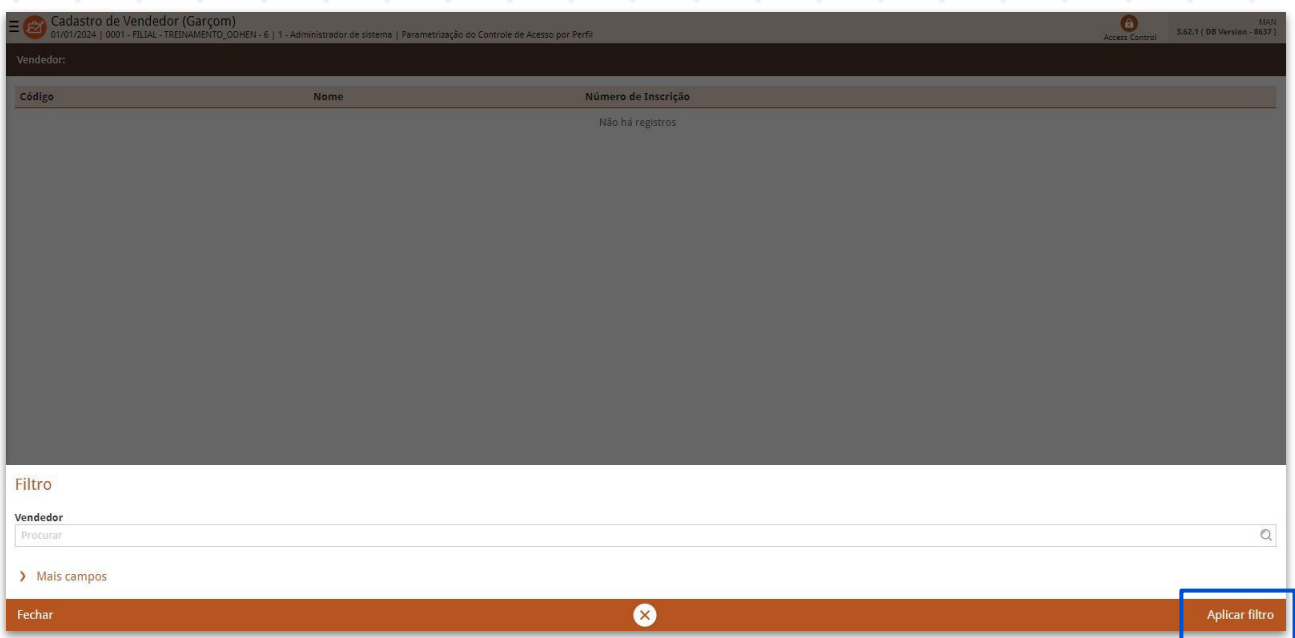 Cadastro de Vendedor (Garçom)
01/01/2024 | 0001 - FILIAL - TREINAMENTO_ODHEN - 6 | 1 - Administrador de sistema | Parametrização do Controle de Acesso por Perfil
Access Control
MAN
3.62.1 ( DB Version - 8637 )
Vendedor:
Código Nome Número de Inscrição
Não há registros
Filtro
Vendedor
Procurar
Mais campos
Fechar Aplicar filtro